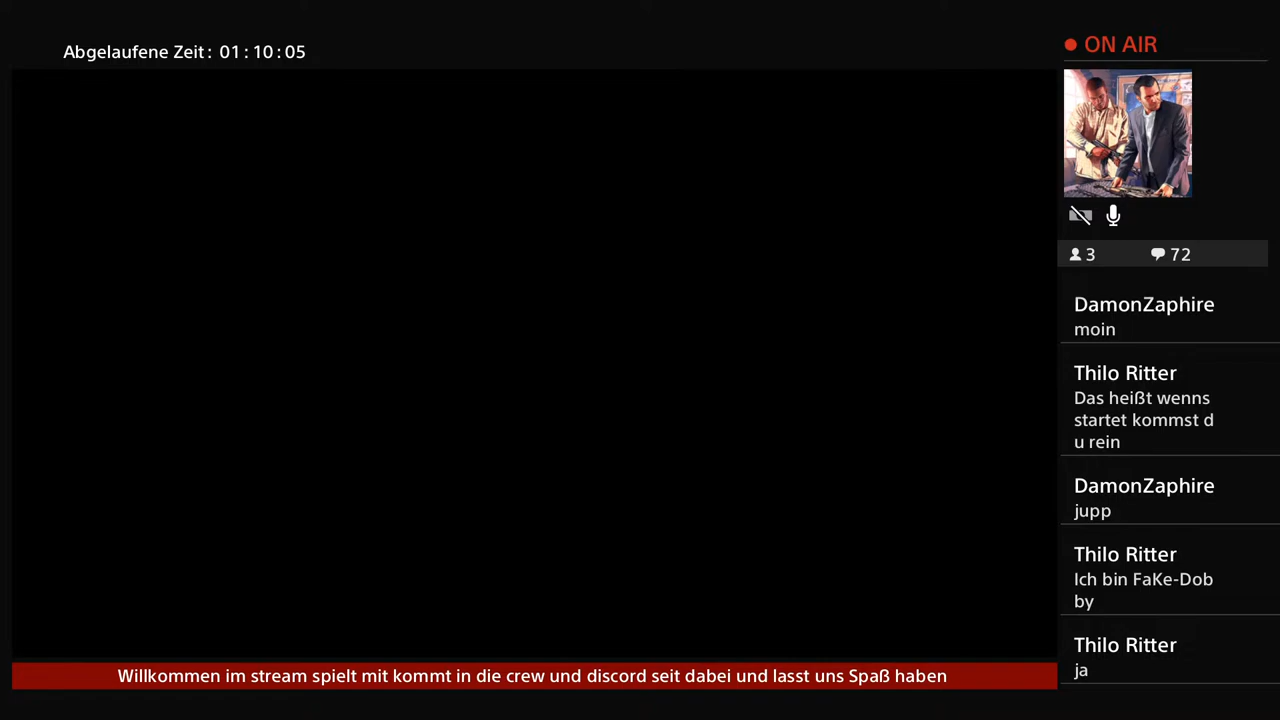 Abgelaufene Zeit: 01:10:05
ON AIR
3 72
DamonZaphire
moin
Thilo Ritter
Das heißt wenns
startet kommst d
u rein
DamonZaphire
jupp
Thilo Ritter
Ich bin FaKe-Dob
by
Thilo Ritter
ja
Willkommen im stream spielt mit kommt in die crew und discord seit dabei und lasst uns Spaß haben